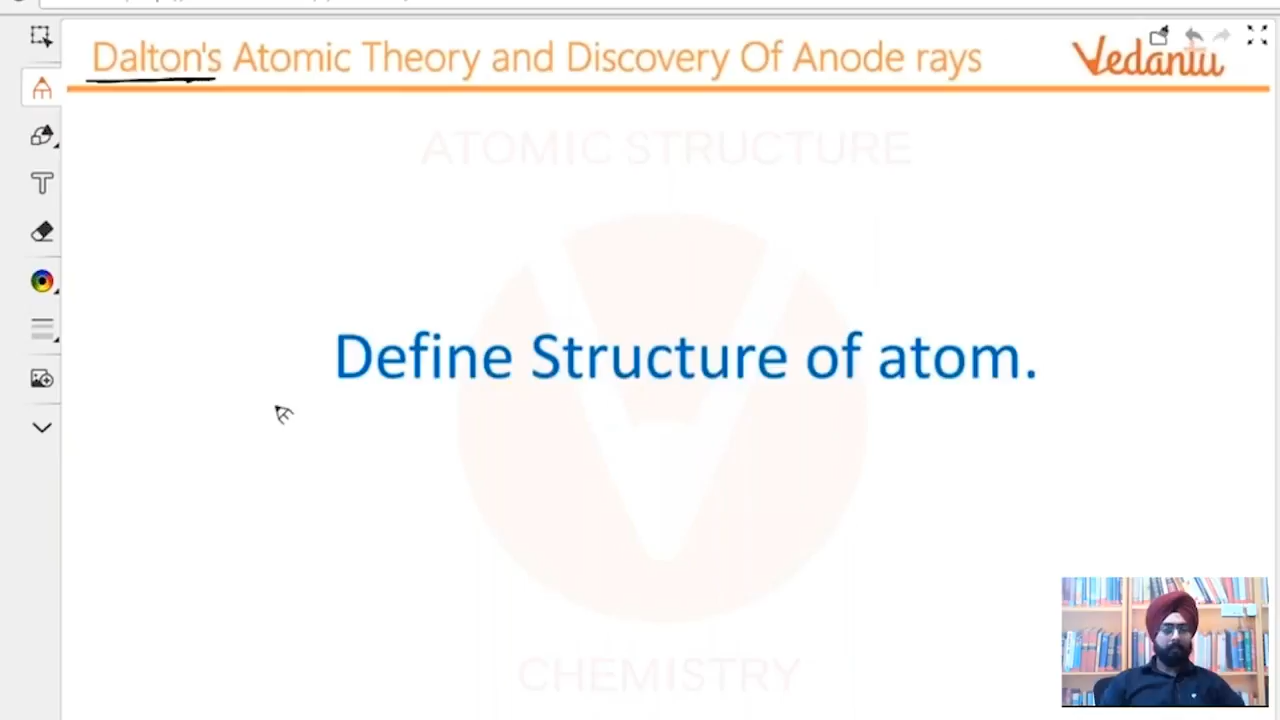 Dalton's Atomic Theory and Discovery Of Anode rays
Vedantu
ATOMIC STRUCTURE
Define Structure of atom.
CHEMISTRY